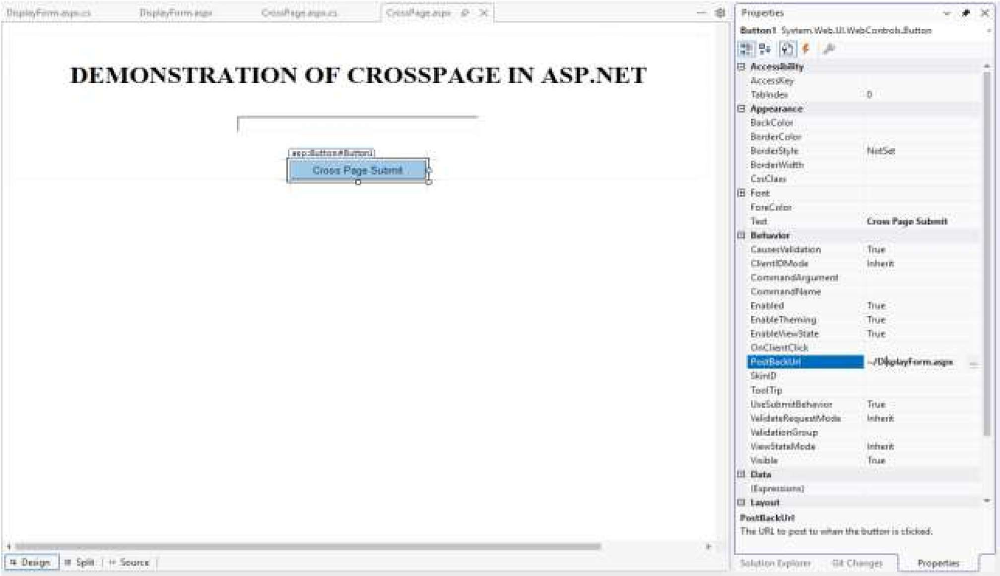 DisplayForm.aspx.cs DisplayForm.aspx CrossPage.aspx.cs CrossPage.aspx
DEMONSTRATION OF CROSSPAGE IN ASP.NET
asp:Button#Button1
Cross Page Submit
Design Split Source
Properties
Button1 System.Web.UI.WebControls.Button
Accessibility
AccessKey
TabIndex 0
Appearance
BackColor
BorderColor
BorderStyle NotSet
BorderWidth
CssClass
Font
ForeColor
Text Cross Page Submit
Behavior
CausesValidation True
ClientIDMode Inherit
CommandArgument
CommandName
Enabled True
EnableTheming True
EnableViewState True
OnClientClick
PostBackUrl ~/DisplayForm.aspx
SkinID
ToolTip
UseSubmitBehavior True
ValidateRequestMode Inherit
ValidationGroup
ViewStateMode Inherit
Visible True
Data
(Expressions)
Layout
PostBackUrl
The URL to post to when the button is clicked.
Solution Explorer Git Changes Properties